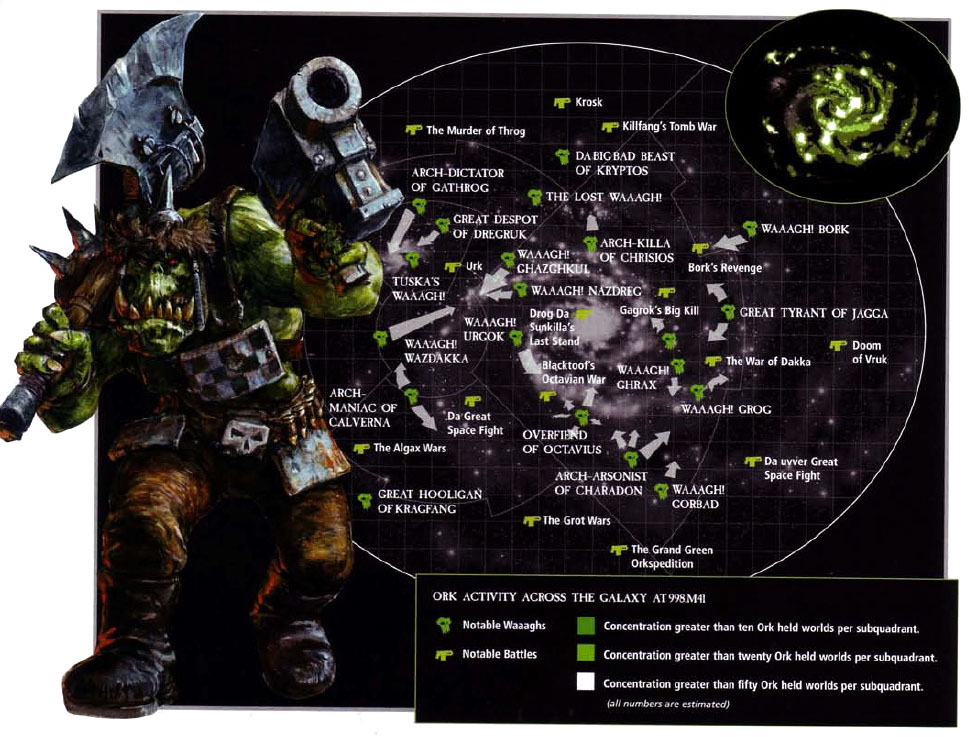 Krosk
The Murder of Throg
Killfang's Tomb War
DA BIG BAD BEAST
OF KRYPTOS
ARCH-DICTATOR
OF GATHROG
THE LOST WAAAGH!
GREAT DESPOT
OF DREGRUK
WAAAGH! BORK
ARCH-KILLA
OF CHRISIOS
WAAAGH!
GHAZGHKUL
Urk
Bork's Revenge
TUSKA'S
WAAAGH!
WAAAGH! NAZDREG
Drog Da
Sunkilla's
Last Stand
Gagrok's Big Kill
GREAT TYRANT OF JAGGA
WAAAGH!
URGOK
WAAAGH!
WAZDAKKA
Doom
of Vruk
The War of Dakka
Blacktoof's
Octavian War
WAAAGH!
GHRAX
ARCH-
MANIAC OF
CALVERNA
Da Great
Space Fight
WAAAGH! GROG
OVERFIEND
OF OCTAVIUS
The Algax Wars
Da uvver Great
Space Fight
ARCH-ARSONIST
OF CHARADON
WAAAGH!
GORBAD
GREAT HOOLIGAN
OF KRAGFANG
The Grot Wars
The Grand Green
Orkspedition
ORK ACTIVITY ACROSS THE GALAXY AT 998.M41
Notable Waaaghs
Concentration greater than ten Ork held worlds per subquadrant.
Notable Battles
Concentration greater than twenty Ork held worlds per subquadrant.
Concentration greater than fifty Ork held worlds per subquadrant.
(all numbers are estimated)